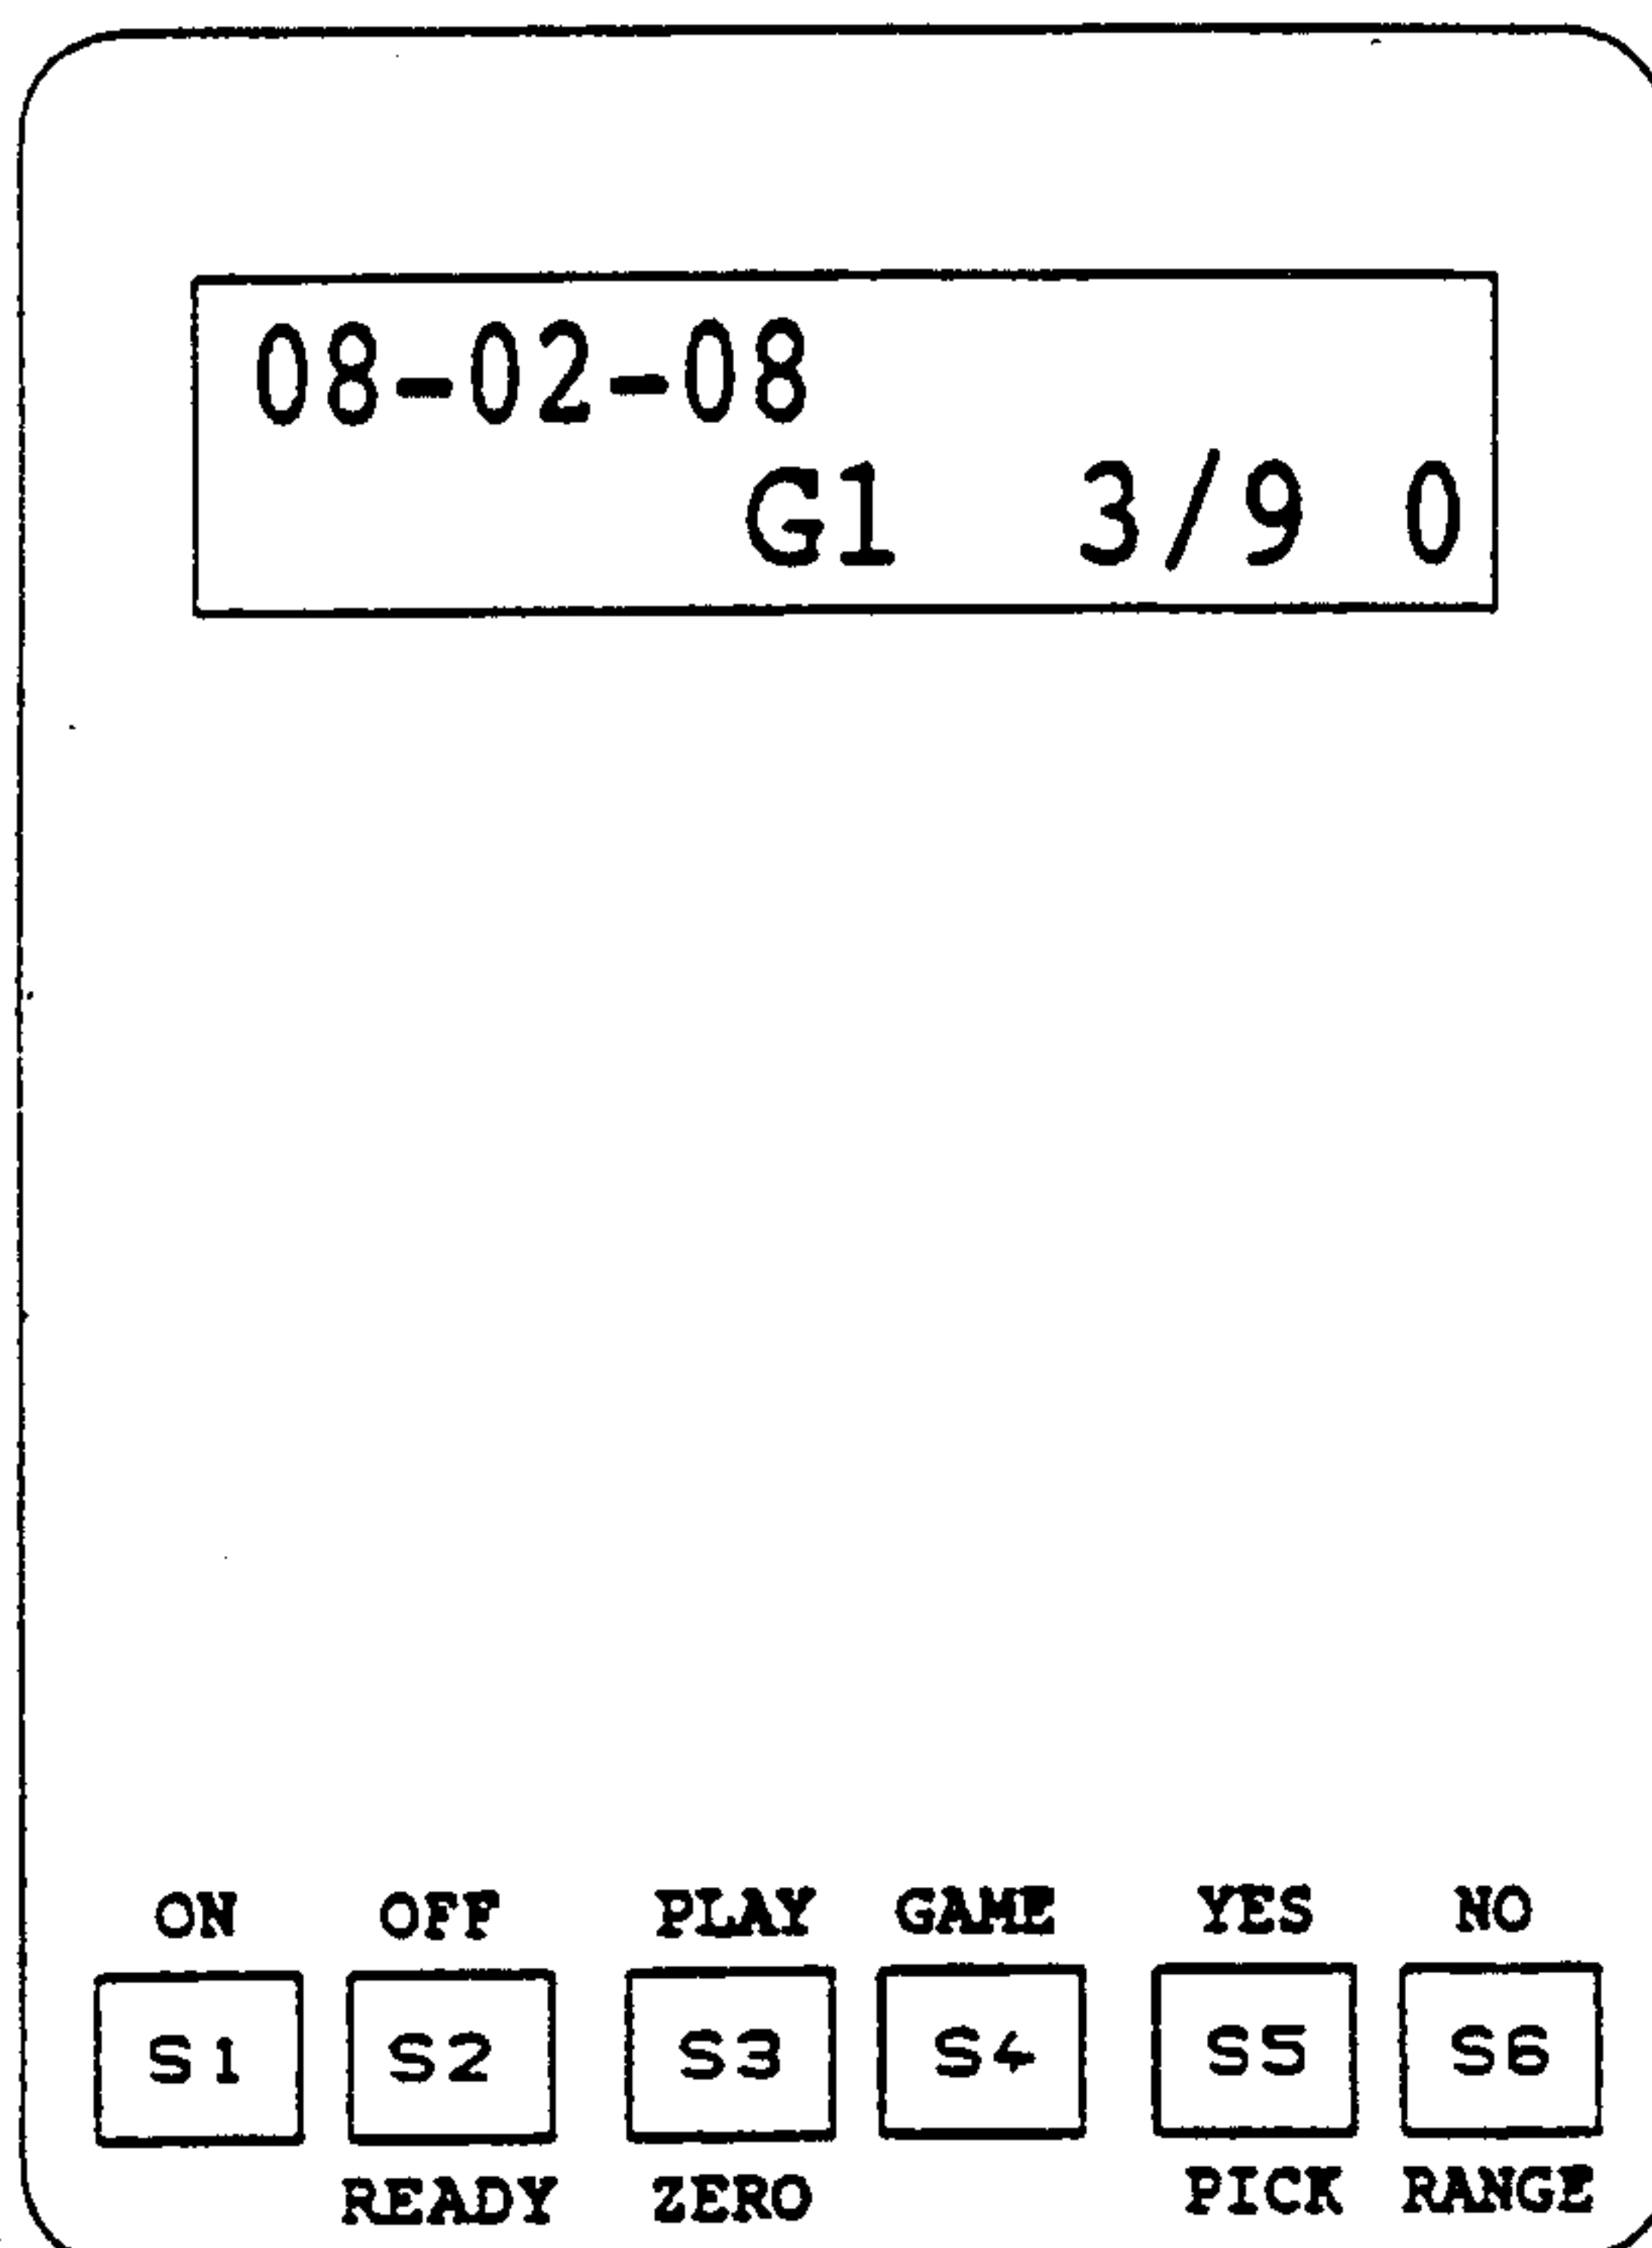 08-02-08
G1 3/9 0
ON OFF PLAY GAME YES NO
S1 S2 S3 S4 S5 S6
READY ZERO PICK RANGE